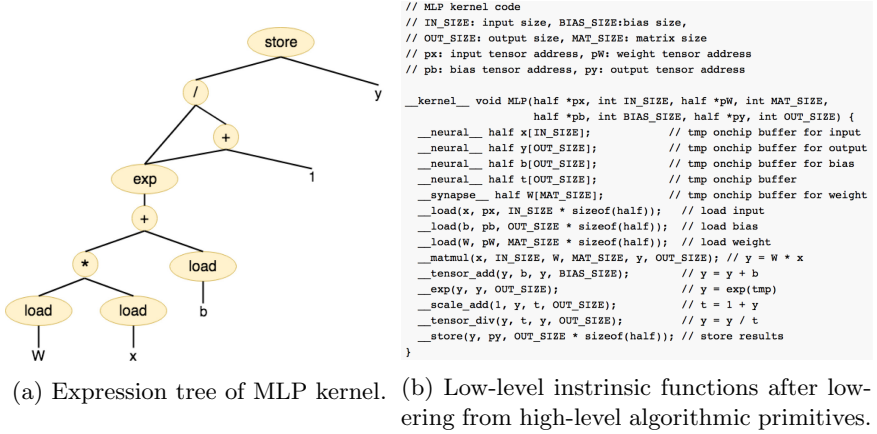 store
/
y
+
exp
1
+
*
load
load
load
b
W
x
(a) Expression tree of MLP kernel.
// MLP kernel code
// IN_SIZE: input size, BIAS_SIZE:bias size,
// OUT_SIZE: output size, MAT_SIZE: matrix size
// px: input tensor address, pW: weight tensor address
// pb: bias tensor address, py: output tensor address
__kernel__ void MLP(half *px, int IN_SIZE, half *pW, int MAT_SIZE,
half *pb, int BIAS_SIZE, half *py, int OUT_SIZE) {
__neural__ half x[IN_SIZE]; // tmp onchip buffer for input
__neural__ half y[OUT_SIZE]; // tmp onchip buffer for output
__neural__ half b[OUT_SIZE]; // tmp onchip buffer for bias
__neural__ half t[OUT_SIZE]; // tmp onchip buffer
__synapse__ half W[MAT_SIZE]; // tmp onchip buffer for weight
__load(x, px, IN_SIZE * sizeof(half)); // load input
__load(b, pb, OUT_SIZE * sizeof(half)); // load bias
__load(W, pW, MAT_SIZE * sizeof(half)); // load weight
__matmul(x, IN_SIZE, W, MAT_SIZE, y, OUT_SIZE); // y = W * x
__tensor_add(y, b, y, BIAS_SIZE); // y = y + b
__exp(y, y, OUT_SIZE); // y = exp(tmp)
__scale_add(1, y, t, OUT_SIZE); // t = 1 + y
__tensor_div(y, t, y, OUT_SIZE); // y = y / t
__store(y, py, OUT_SIZE * sizeof(half)); // store results
}
(b) Low-level instrinsic functions after low-
ering from high-level algorithmic primitives.